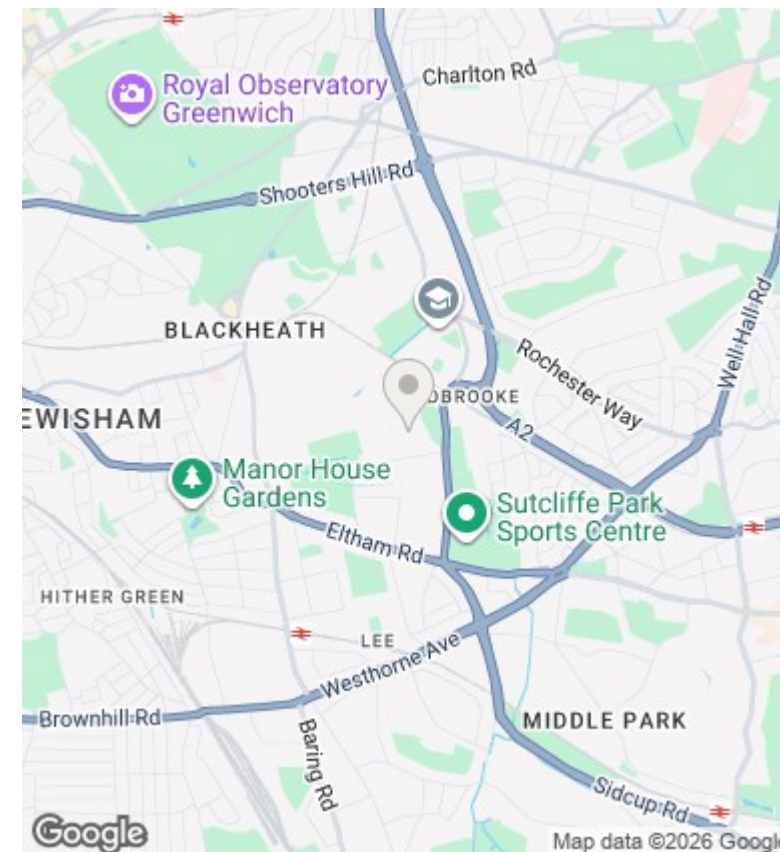 Charlton Rd
Royal Observatory
Greenwich
Shooters Hill Rd
BLACKHEATH
Well Hall Rd
Rochester Way
DBROOKE
EWISHAM
A2
Manor House
Gardens
Sutcliffe Park
Sports Centre
Eltham Rd
HITHER GREEN
LEE
Westhorne Ave
Brownhill Rd
MIDDLE PARK
Baring Rd
Sidcup Rd
Google
Map data ©2026 Google